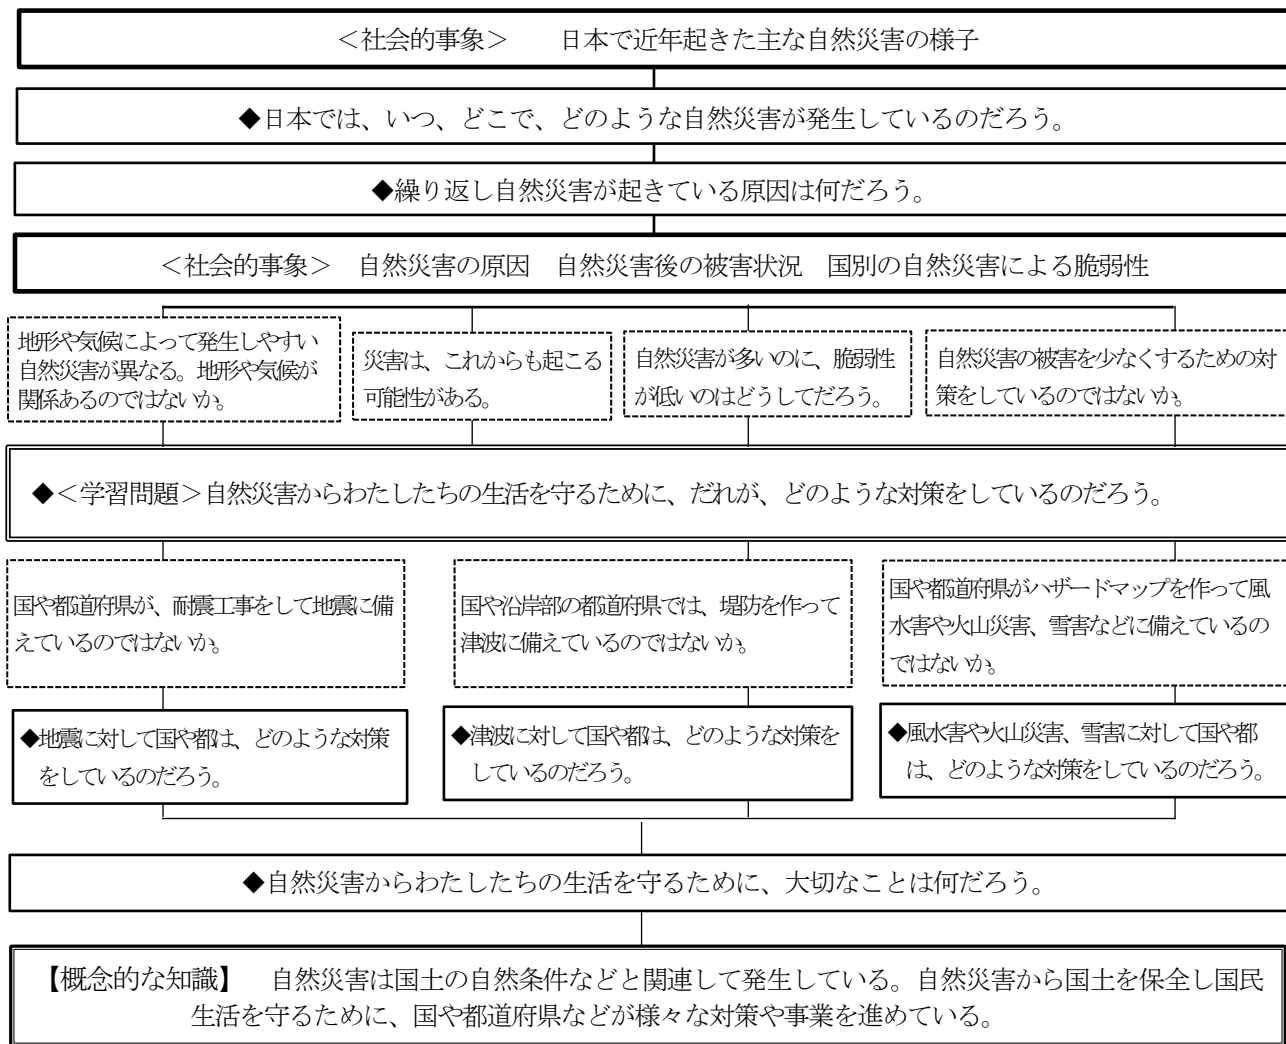 ＜社会的事象＞　　日本で近年起きた主な自然災害の様子
◆日本では、いつ、どこで、どのような自然災害が発生しているのだろう。
◆繰り返し自然災害が起きている原因は何だろう。
＜社会的事象＞　自然災害の原因　自然災害後の被害状況　国別の自然災害による脆弱性
地形や気候によって発生しやすい
自然災害が異なる。地形や気候が
関係あるのではないか。
災害は、これからも起こる
可能性がある。
自然災害が多いのに、脆弱性
が低いのはどうしてだろう。
自然災害の被害を少なくするための対
策をしているのではないか。
◆＜学習問題＞自然災害からわたしたちの生活を守るために、だれが、どのような対策をしているのだろう。
国や都道府県が、耐震工事をして地震に備
えているのではないか。
国や沿岸部の都道府県では、堤防を作って
津波に備えているのではないか。
国や都道府県がハザードマップを作って風
水害や火山災害、雪害などに備えているの
ではないか。
◆地震に対して国や都は、どのような対策
をしているのだろう。
◆津波に対して国や都は、どのような対策を
しているのだろう。
◆風水害や火山災害、雪害に対して国や都
は、どのような対策をしているのだろう。
◆自然災害からわたしたちの生活を守るために、大切なことは何だろう。
【概念的な知識】　自然災害は国土の自然条件などと関連して発生している。自然災害から国土を保全し国民
生活を守るために、国や都道府県などが様々な対策や事業を進めている。